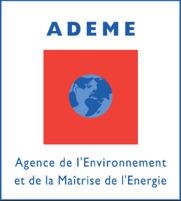 ADEME
Agence de l'Environnement
et de la Maîtrise de l'Energie